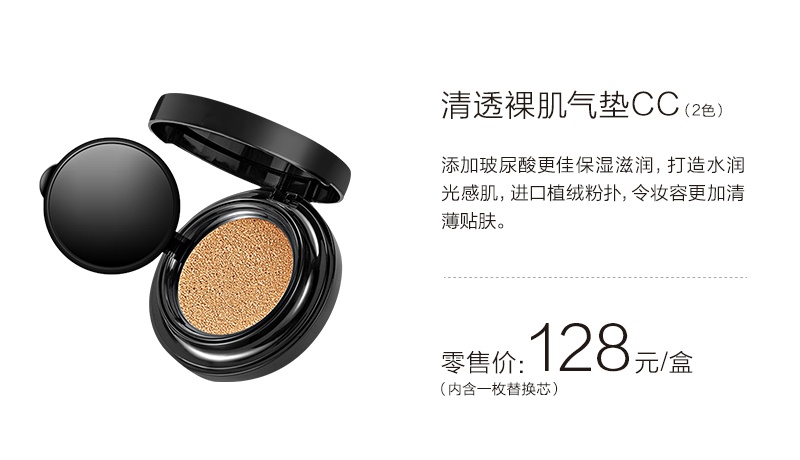 清透裸肌气垫CC（2色）
添加玻尿酸更佳保湿滋润，打造水润
光感肌，进口植绒粉扑，令妆容更加清
薄贴肤。
零售价：128元/盒
（内含一枚替换芯）